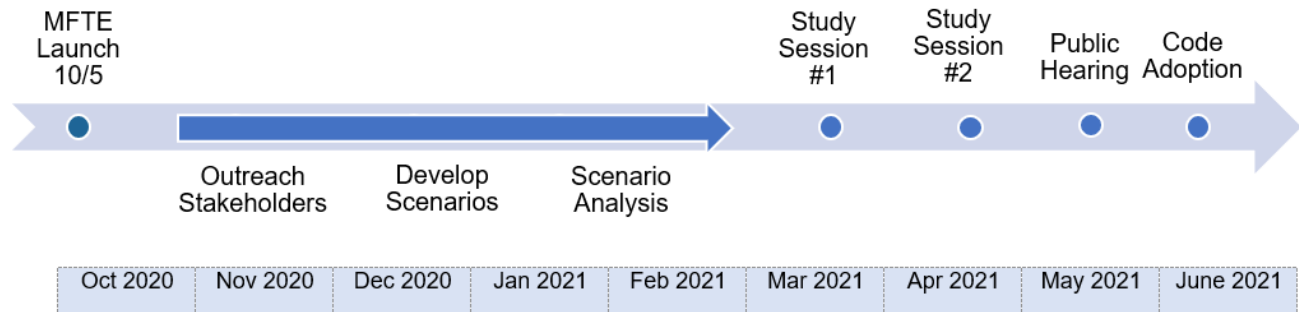 MFTE
Launch
10/5
Study
Session
#1
Study
Session
#2
Public
Hearing
Code
Adoption
Outreach
Stakeholders
Develop
Scenarios
Scenario
Analysis
Oct 2020
Nov 2020
Dec 2020
Jan 2021
Feb 2021
Mar 2021
Apr 2021
May 2021
June 2021